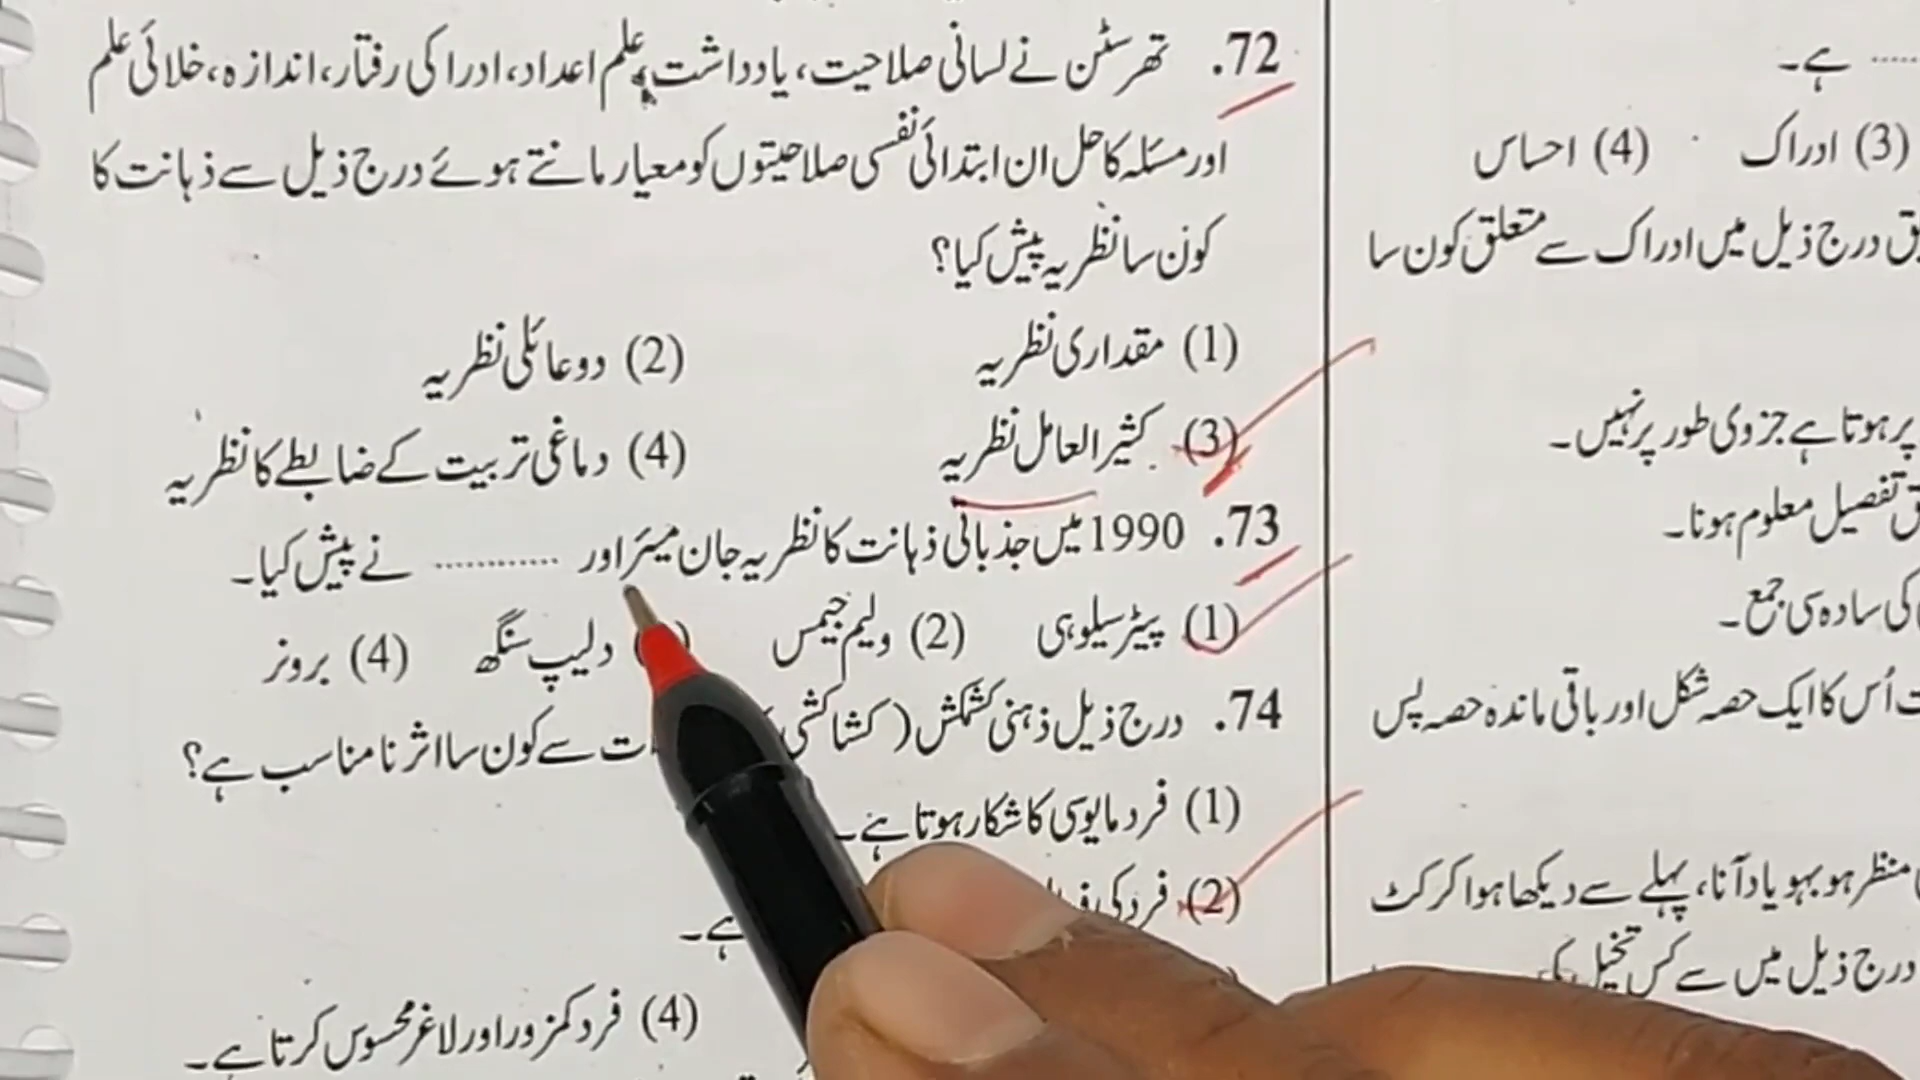 72. تھرسٹن نے لسانی صلاحیت، یادداشت، علم اعداد، ادراکی رفتار، اندازہ، خلائی علم
اور مسئلہ کا حل ان ابتدائی نفسی صلاحیتوں کو معیار مانتے ہوئے درج ذیل سے ذہانت کا
کون سا نظریہ پیش کیا؟
(1) مقداری نظریہ (2) دو عائلی نظریہ
(3) کثیر العامل نظریہ (4) دماغی تربیت کے ضابطے کا نظریہ
73. 1990 میں جذباتی ذہانت کا نظریہ جان میئر اور ............ نے پیش کیا۔
(1) پیٹر سیلوہی (2) ولیم جیمس دلیپ سنگھ (4) برونر
74. درج ذیل ذہنی کشمکش (کشاکشی سے کون سا اثر نامناسب ہے؟
(1) فرد مایوسی کا شکار ہوتا ہے۔
(2) فرد کی ہے۔
(4) فرد کمزور اور لاغر محسوس کرتا ہے۔
...... ہے۔
(3) ادراک (4) احساس
درج ذیل میں ادراک سے متعلق کون سا
پر ہوتا ہے جزوی طور پر نہیں۔
تفصیل معلوم ہونا۔
کی سادہ سی جمع۔
اُس کا ایک حصہ شکل اور باقی ماندہ حصہ پس
منظر ہو بہو یاد آنا، پہلے سے دیکھا ہوا کرکٹ
درج ذیل میں سے کس تخیل کی